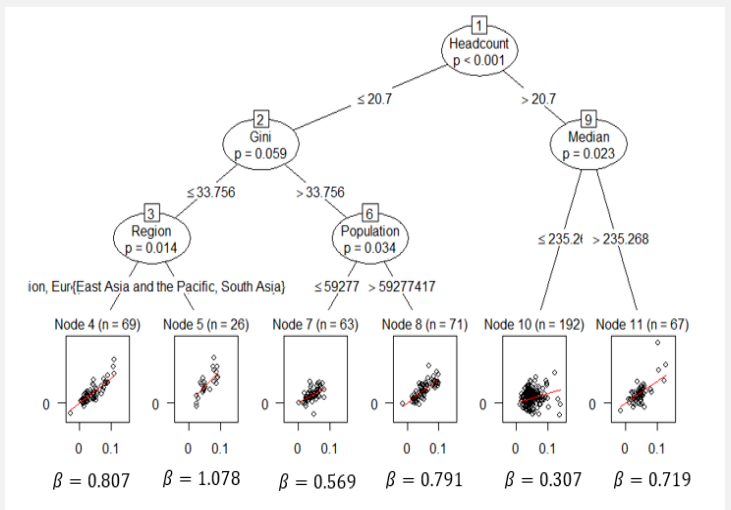 1
Headcount
p < 0.001
≤ 20.7
> 20.7
2
Gini
p = 0.059
9
Median
p = 0.023
≤ 33.756
> 33.756
3
Region
p = 0.014
6
Population
p = 0.034
≤ 235.26
> 235.268
ion, Eur{East Asia and the Pacific, South Asia}
≤ 59277
> 59277417
Node 4 (n = 69)
Node 5 (n = 26)
Node 7 (n = 63)
Node 8 (n = 71)
Node 10 (n = 192)
Node 11 (n = 67)
0 0 0 0 0 0
0 0.1 0 0.1 0 0.1 0 0.1 0 0.1 0 0.1
β = 0.807
β = 1.078
β = 0.569
β = 0.791
β = 0.307
β = 0.719